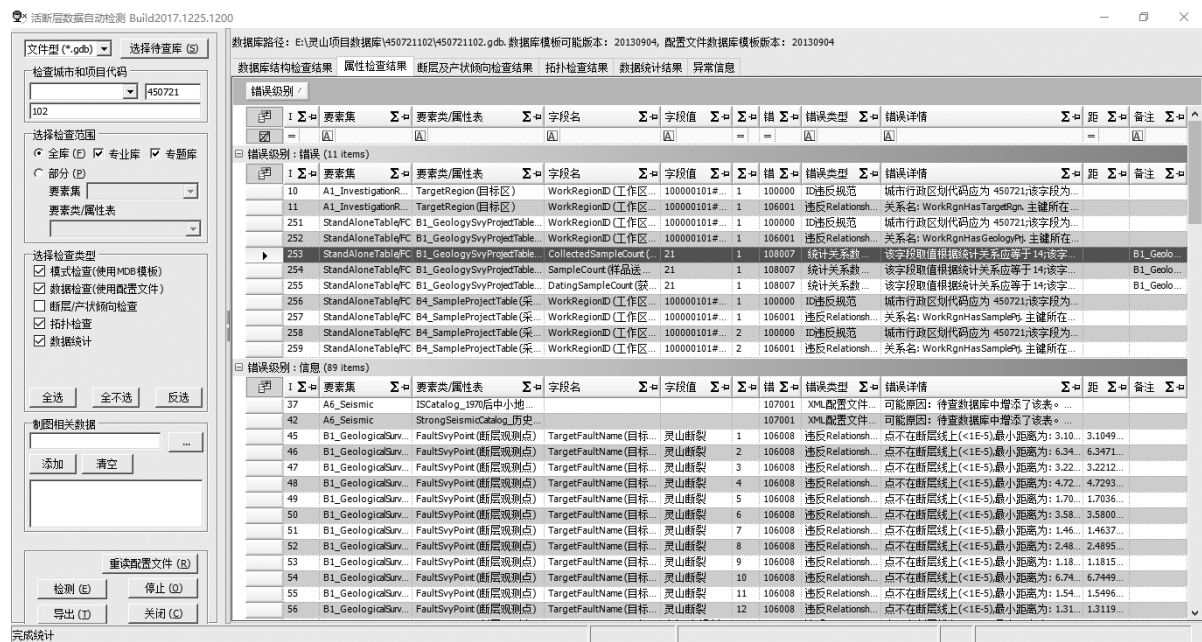 活断层数据自动检测 Build2017.1225.1200
文件型 (*.gdb) 选择待查库 (S)
检查城市和项目代码
450721
102
选择检查范围
全库 (F) 专业库 专题库
部分 (P)
要素集
要素类/属性表
选择检查类型
模式检查(使用MDB模板)
数据检查(使用配置文件)
断层/产状倾向检查
拓扑检查
数据统计
全选 全不选 反选
制图相关数据
...
添加 清空
重读配置文件 (R)
检测 (E) 停止 (O)
导出 (T) 关闭 (C)
完成统计
数据库路径: E:\灵山项目数据库\450721102\450721102.gdb.数据库模板可能版本: 20130904, 配置文件数据库模板版本: 20130904
数据库结构检查结果 属性检查结果 断层及产状倾向检查结果 拓扑检查结果 数据统计结果 异常信息
错误级别
I Σ 要素集 Σ 要素类/属性表 Σ 字段名 Σ 字段值 Σ Σ 错 Σ 错误类型 Σ 错误详情 Σ 距 Σ 备注 Σ
= A A A A = = A A = A
错误级别 : 错误 (11 items)
I Σ 要素集 Σ 要素类/属性表 Σ 字段名 Σ 字段值 Σ Σ 错 Σ 错误类型 Σ 错误详情 Σ 距 Σ 备注 Σ
10 A1_InvestigationR... TargetRegion (目标区) WorkRegionID (工作区... 100000101#... 1 100000 ID违反规范 城市行政区划代码应为 450721;该字段为...
11 A1_InvestigationR... TargetRegion (目标区) WorkRegionID (工作区... 100000101#... 1 106001 违反Relationsh... 关系名: WorkRgnHasTargetRgn. 主键所在...
251 StandAloneTable/FC B1_GeologySvyProjectTable... WorkRegionID (工作区... 100000101#... 1 100000 ID违反规范 城市行政区划代码应为 450721;该字段为...
252 StandAloneTable/FC B1_GeologySvyProjectTable... WorkRegionID (工作区... 100000101#... 1 106001 违反Relationsh... 关系名: WorkRgnHasGeologyPrj. 主键所在...
253 StandAloneTable/FC B1_GeologySvyProjectTable... CollectedSampleCount (... 21 1 108007 统计关系数... 该字段取值根据统计关系应等于 14;该字... B1_Geolo...
254 StandAloneTable/FC B1_GeologySvyProjectTable... SampleCount (样品送... 21 1 108007 统计关系数... 该字段取值根据统计关系应等于 14;该字... B1_Geolo...
255 StandAloneTable/FC B1_GeologySvyProjectTable... DatingSampleCount (获... 21 1 108007 统计关系数... 该字段取值根据统计关系应等于 14;该字... B1_Geolo...
256 StandAloneTable/FC B4_SampleProjectTable (采... WorkRegionID (工作区... 100000101#... 1 100000 ID违反规范 城市行政区划代码应为 450721;该字段为...
257 StandAloneTable/FC B4_SampleProjectTable (采... WorkRegionID (工作区... 100000101#... 1 106001 违反Relationsh... 关系名: WorkRgnHasSamplePrj. 主键所在...
258 StandAloneTable/FC B4_SampleProjectTable (采... WorkRegionID (工作区... 100000101#... 2 100000 ID违反规范 城市行政区划代码应为 450721;该字段为...
259 StandAloneTable/FC B4_SampleProjectTable (采... WorkRegionID (工作区... 100000101#... 2 106001 违反Relationsh... 关系名: WorkRgnHasSamplePrj. 主键所在...
错误级别 : 信息 (89 items)
I Σ 要素集 Σ 要素类/属性表 Σ 字段名 Σ 字段值 Σ Σ 错 Σ 错误类型 Σ 错误详情 Σ 距 Σ 备注 Σ
37 A6_Seismic ISCatalog_1970后中小地... 107001 XML配置文件... 可能原因: 待查数据库中增添了该表。...
42 A6_Seismic StrongSeismicCatalog_历史... 107001 XML配置文件... 可能原因: 待查数据库中增添了该表。...
45 B1_GeologicalSurv... FaultSvyPoint (断层观测点) TargetFaultName (目标... 灵山断裂 1 106008 违反Relationsh... 点不在断层线上(<1E-5),最小距离为: 3.10... 3.1049...
46 B1_GeologicalSurv... FaultSvyPoint (断层观测点) TargetFaultName (目标... 灵山断裂 2 106008 违反Relationsh... 点不在断层线上(<1E-5),最小距离为: 6.34... 6.3471...
47 B1_GeologicalSurv... FaultSvyPoint (断层观测点) TargetFaultName (目标... 灵山断裂 3 106008 违反Relationsh... 点不在断层线上(<1E-5),最小距离为: 3.22... 3.2212...
48 B1_GeologicalSurv... FaultSvyPoint (断层观测点) TargetFaultName (目标... 灵山断裂 4 106008 违反Relationsh... 点不在断层线上(<1E-5),最小距离为: 4.72... 4.7293...
49 B1_GeologicalSurv... FaultSvyPoint (断层观测点) TargetFaultName (目标... 灵山断裂 5 106008 违反Relationsh... 点不在断层线上(<1E-5),最小距离为: 1.70... 1.7036...
50 B1_GeologicalSurv... FaultSvyPoint (断层观测点) TargetFaultName (目标... 灵山断裂 6 106008 违反Relationsh... 点不在断层线上(<1E-5),最小距离为: 3.58... 3.5800...
51 B1_GeologicalSurv... FaultSvyPoint (断层观测点) TargetFaultName (目标... 灵山断裂 7 106008 违反Relationsh... 点不在断层线上(<1E-5),最小距离为: 1.46... 1.4637...
52 B1_GeologicalSurv... FaultSvyPoint (断层观测点) TargetFaultName (目标... 灵山断裂 8 106008 违反Relationsh... 点不在断层线上(<1E-5),最小距离为: 2.48... 2.4895...
53 B1_GeologicalSurv... FaultSvyPoint (断层观测点) TargetFaultName (目标... 灵山断裂 9 106008 违反Relationsh... 点不在断层线上(<1E-5),最小距离为: 1.18... 1.1815...
54 B1_GeologicalSurv... FaultSvyPoint (断层观测点) TargetFaultName (目标... 灵山断裂 10 106008 违反Relationsh... 点不在断层线上(<1E-5),最小距离为: 6.74... 6.7449...
55 B1_GeologicalSurv... FaultSvyPoint (断层观测点) TargetFaultName (目标... 灵山断裂 11 106008 违反Relationsh... 点不在断层线上(<1E-5),最小距离为: 1.54... 1.5496...
56 B1_GeologicalSurv... FaultSvyPoint (断层观测点) TargetFaultName (目标... 灵山断裂 12 106008 违反Relationsh... 点不在断层线上(<1E-5),最小距离为: 1.31... 1.3119...